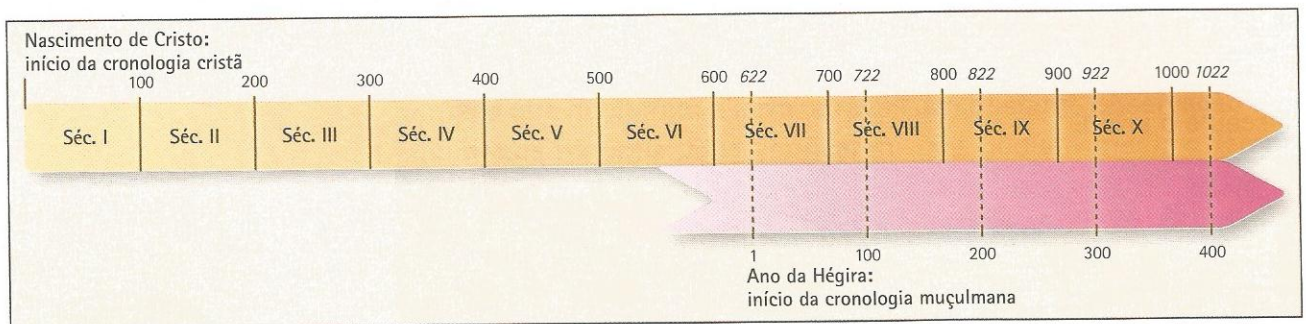 Nascimento de Cristo:
início da cronologia cristã
100 200 300 400 500 600 622 700 722 800 822 900 922 1000 1022
Séc. I Séc. II Séc. III Séc. IV Séc. V Séc. VI Séc. VII Séc. VIII Séc. IX Séc. X
1 100 200 300 400
Ano da Hégira:
início da cronologia muçulmana